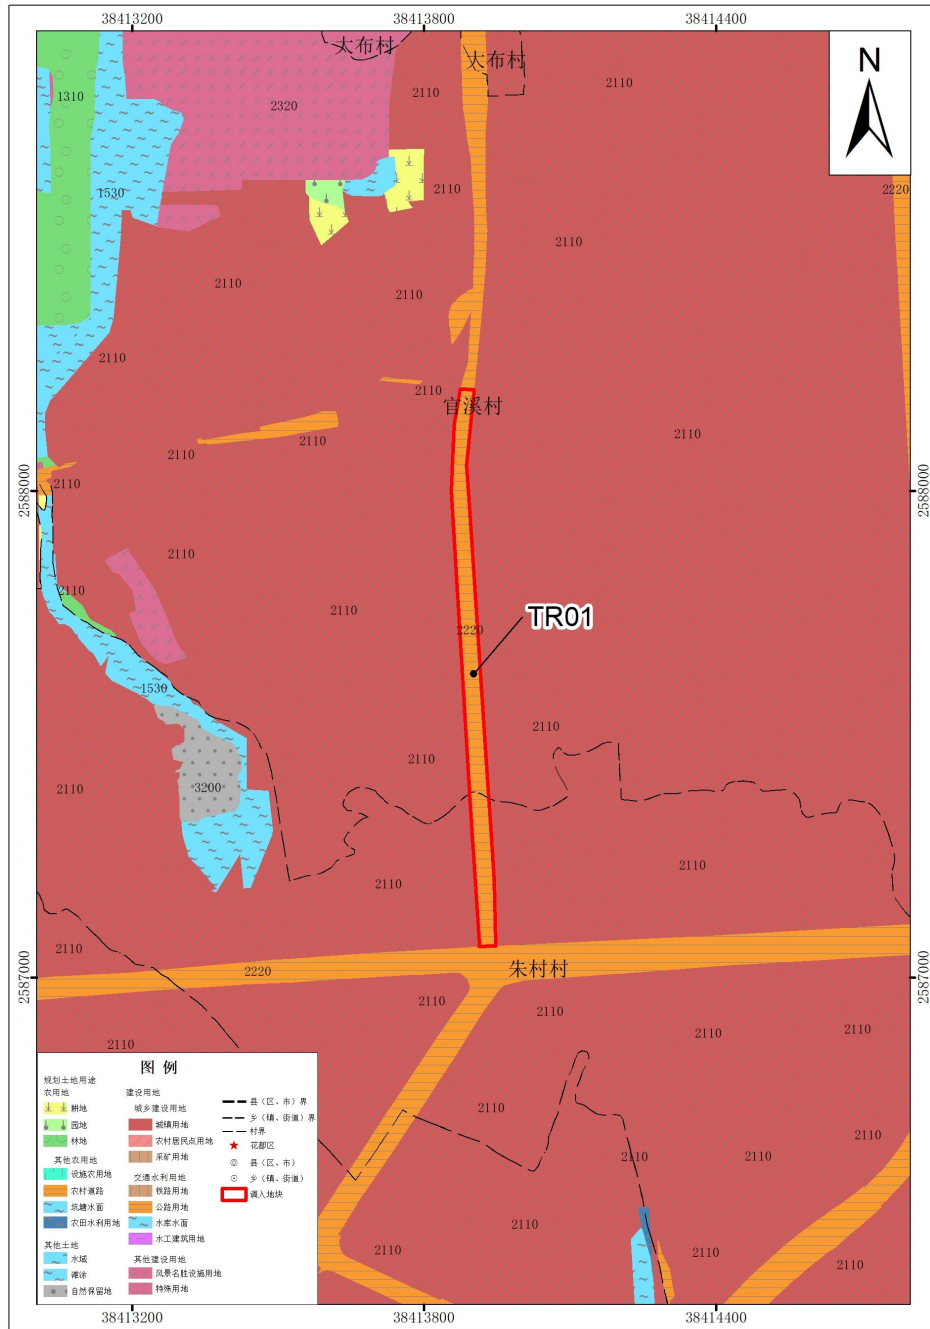 38413200 38413800 38414400
大布村 大布村
N
1310 2320 2110 2110
1530 2110 2220
2110
2110 2110
2110
2110
官溪村
2110 2110 2110
2110
2588000 2588000
2110
2110
2110 2110
2220
TR01
1530
2110
2110
2110 3200
2110
2110
2110
朱村村
2220
2587000 2587000
2110
2110
2110 2110
2110
2110
2110
2110 2110
2110
2110 2110
图 例
规划土地用途
农用地 建设用地
耕地 城乡建设用地
园地 城镇用地
林地 农村居民点用地
其他农用地 采矿用地
设施农用地 交通水利用地
农村道路 铁路用地
坑塘水面 公路用地
农田水利用地 水库水面
其他土地 水工建筑用地
水域 其他建设用地
滩涂 风景名胜设施用地
自然保留地 特殊用地
县（区、市）界
乡（镇、街道）界
村界
花都区
县（区、市）
乡（镇、街道）
调入地块
38413200 38413800 38414400